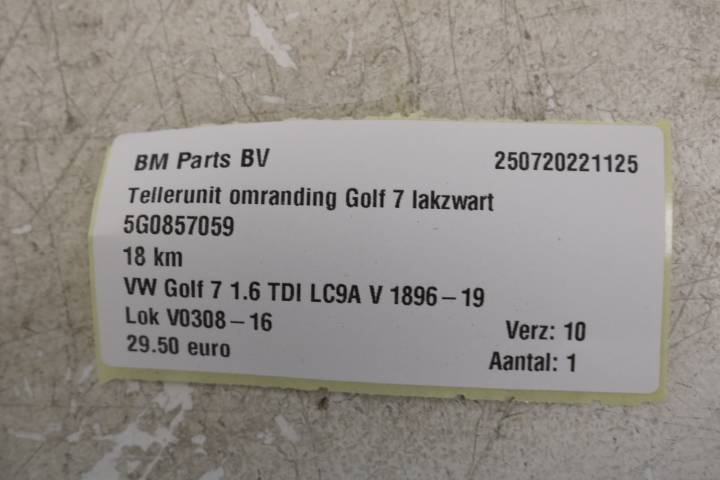 BM Parts BV 250720221125
Tellerunit omranding Golf 7 lakzwart
5G0857059
18 km
VW Golf 7 1.6 TDI LC9A V 1896-19
Lok V0308-16 Verz: 10
29.50 euro Aantal: 1